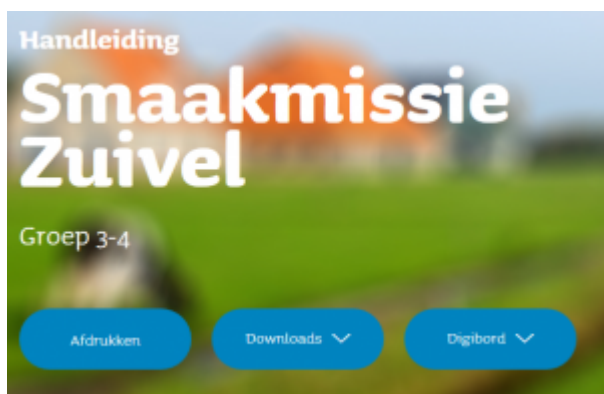 Handleiding
Smaakmissie
Zuivel
Groep 3-4
Afdrukken
Downloads
Digibord